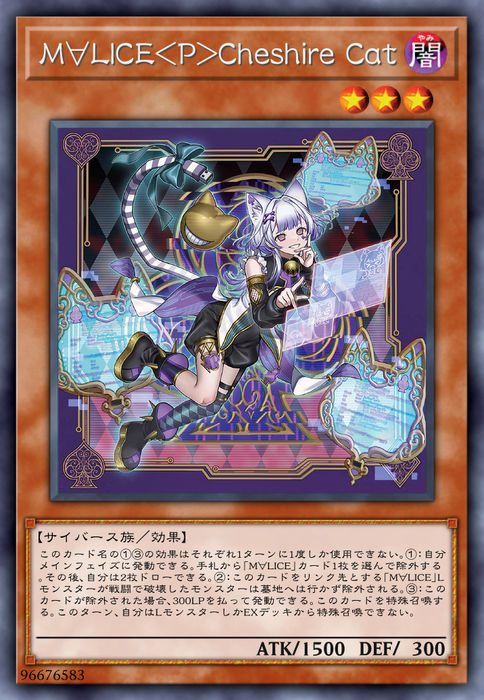 M∀LICE<P>Cheshire Cat
やみ
闇
【サイバース族／効果】
このカード名の①③の効果はそれぞれ1ターンに1度しか使用できない。①：自分
メインフェイズに発動できる。手札から「M∀LICE」カード1枚を選んで除外する
。その後、自分は2枚ドローできる。②：このカードをリンク先とする「M∀LICE」L
モンスターが戦闘で破壊したモンスターは墓地へは行かず除外される。③：この
カードが除外された場合、300LPを払って発動できる。このカードを特殊召喚す
る。このターン、自分はLモンスターしかEXデッキから特殊召喚できない。
ATK/1500 DEF/ 300
96676583